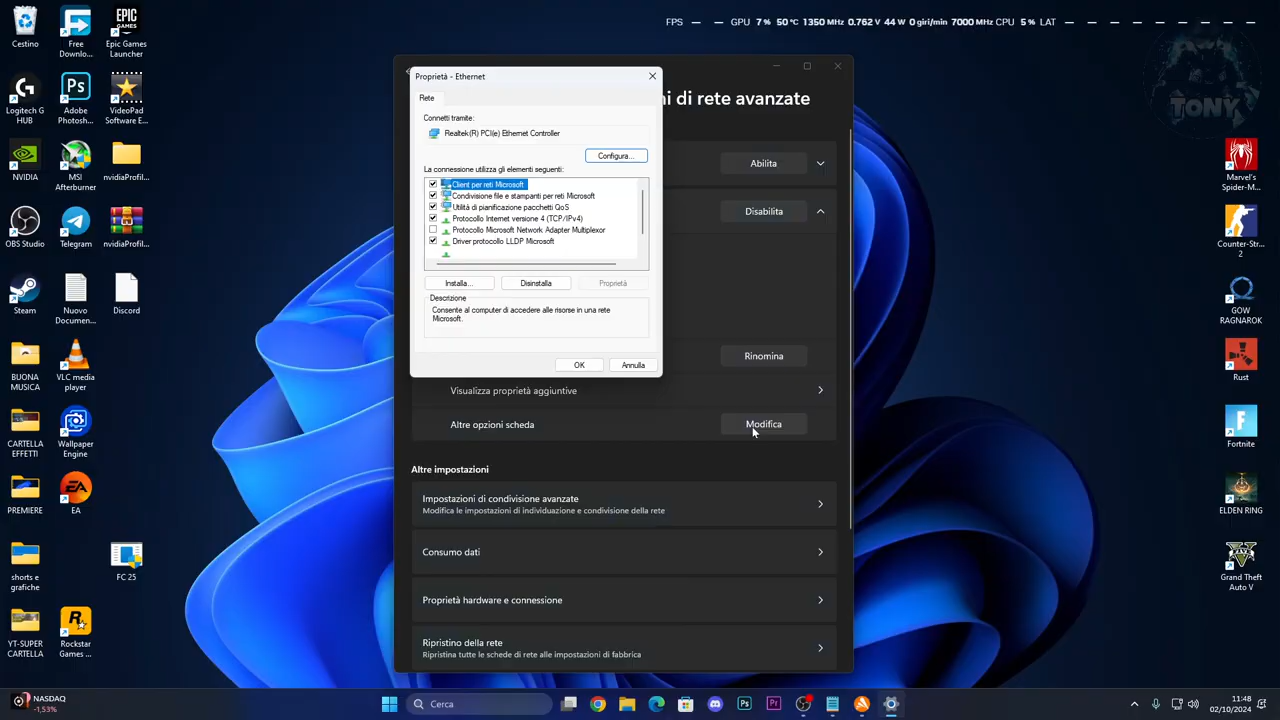 FPS — — GPU 7 % 50 °C 1350 MHz 0.762 V 44 W 0 giri/min 7000 MHz CPU 5 % LAT — — — —
Cestino
Free Downlo...
Epic Games Launcher
Logitech G HUB
Adobe Photosh...
VideoPad Software E...
NVIDIA
MSI Afterburner
nvidiaProfil...
OBS Studio
Telegram
nvidiaProfil...
Steam
Nuovo Documen...
Discord
BUONA MUSICA
VLC media player
CARTELLA EFFETTI
Wallpaper Engine
PREMIERE
EA
shorts e grafiche
FC 25
YT-SUPER CARTELLA
Rockstar Games ...
Proprietà - Ethernet
Rete
Connetti tramite:
Realtek(R) PCI(e) Ethernet Controller
Configura...
La connessione utilizza gli elementi seguenti:
Client per reti Microsoft
Condivisione file e stampanti per reti Microsoft
Utilità di pianificazione pacchetti QoS
Protocollo Internet versione 4 (TCP/IPv4)
Protocollo Microsoft Network Adapter Multiplexor
Driver protocollo LLDP Microsoft
Installa...
Disinstalla
Proprietà
Descrizione
Consente al computer di accedere alle risorse in una rete
Microsoft.
OK
Annulla
ni di rete avanzate
Abilita
Disabilita
Rinomina
Visualizza proprietà aggiuntive
Altre opzioni scheda
Modifica
Altre impostazioni
Impostazioni di condivisione avanzate
Modifica le impostazioni di individuazione e condivisione della rete
Consumo dati
Proprietà hardware e connessione
Ripristino della rete
Ripristina tutte le schede di rete alle impostazioni di fabbrica
TONY
Marvel's Spider-M...
Counter-Str... 2
GOW RAGNAROK
Rust
Fortnite
ELDEN RING
Grand Theft Auto V
NASDAQ
-1,53%
Cerca
11:48
02/10/2024